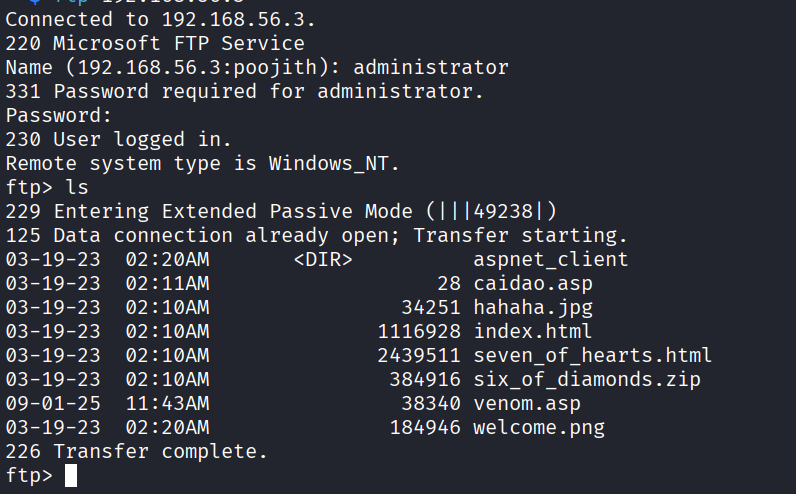 Connected to 192.168.56.3.
220 Microsoft FTP Service
Name (192.168.56.3:poojith): administrator
331 Password required for administrator.
Password:
230 User logged in.
Remote system type is Windows_NT.
ftp> ls
229 Entering Extended Passive Mode (|||49238|)
125 Data connection already open; Transfer starting.
03-19-23  02:20AM       <DIR>          aspnet_client
03-19-23  02:11AM                   28 caidao.asp
03-19-23  02:10AM                34251 hahaha.jpg
03-19-23  02:10AM              1116928 index.html
03-19-23  02:10AM              2439511 seven_of_hearts.html
03-19-23  02:10AM               384916 six_of_diamonds.zip
09-01-25  11:43AM                38340 venom.asp
03-19-23  02:20AM               184946 welcome.png
226 Transfer complete.
ftp>